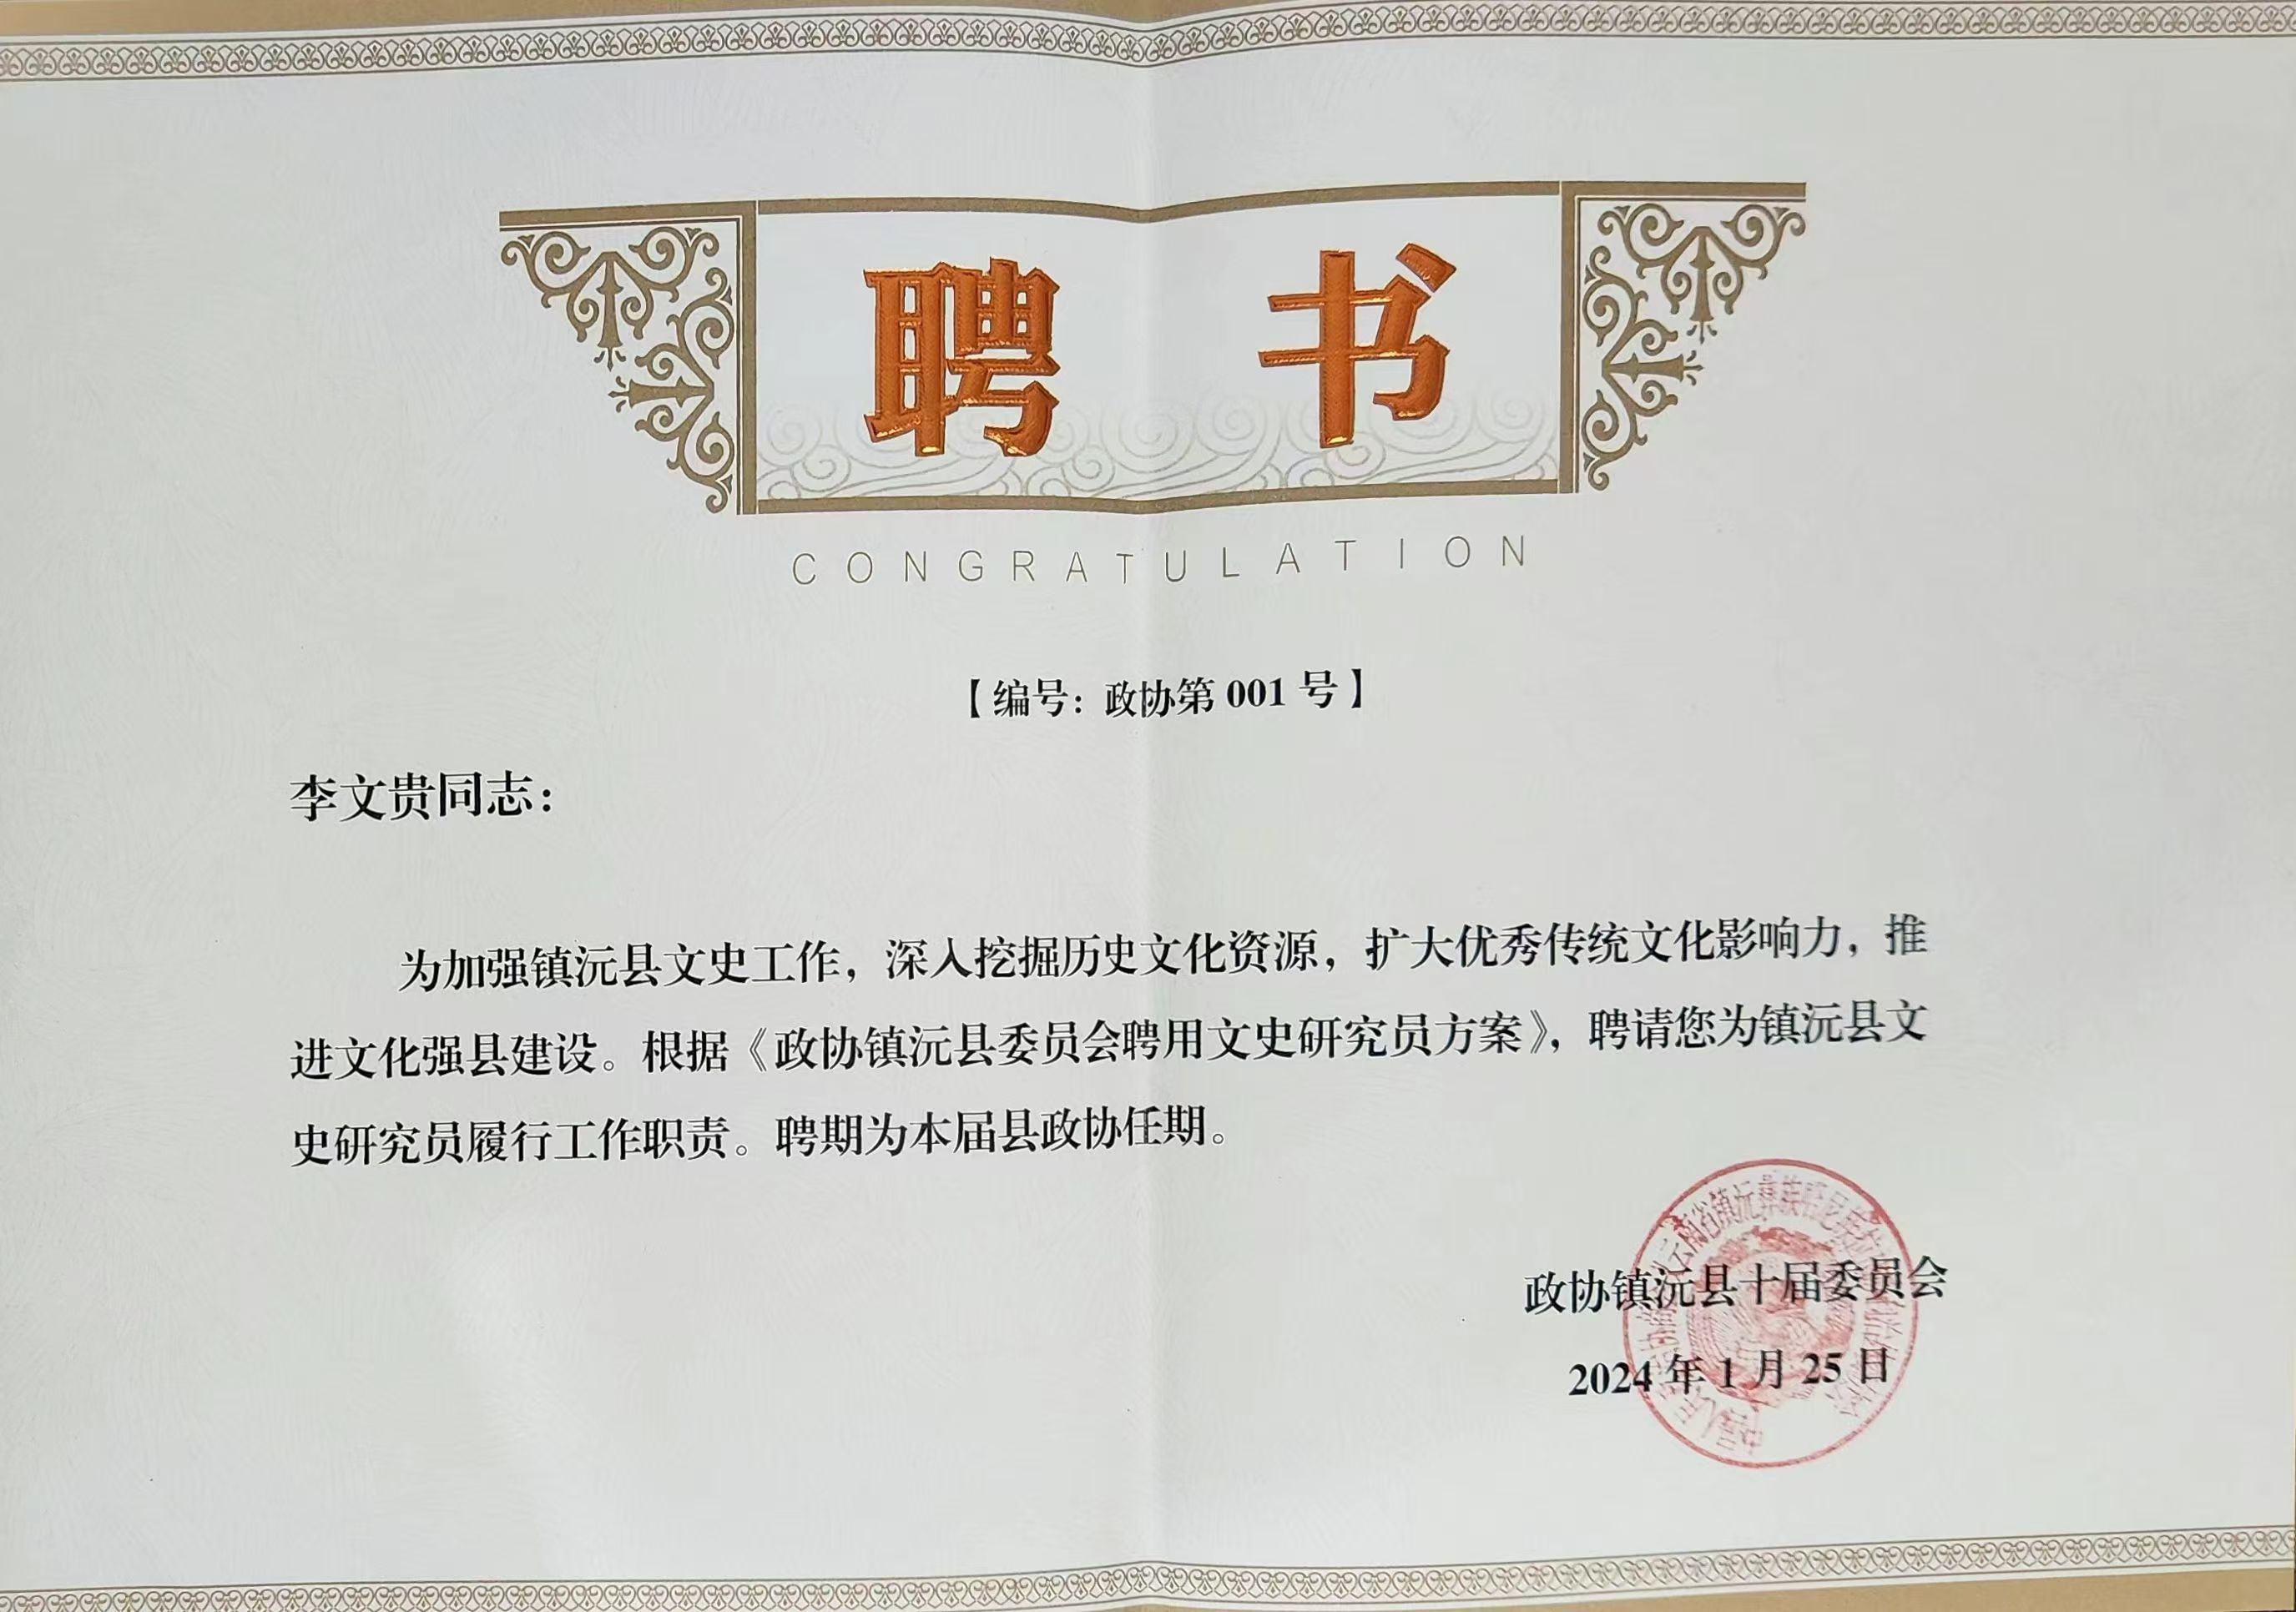 聘书
CONGRATULATION
【编号：政协第 001 号】
李文贵同志：
为加强镇沅县文史工作，深入挖掘历史文化资源，扩大优秀传统文化影响力，推
进文化强县建设。根据《政协镇沅县委员会聘用文史研究员方案》，聘请您为镇沅县文
史研究员履行工作职责。聘期为本届县政协任期。
政协镇沅县十届委员会
2024 年 1 月 25 日